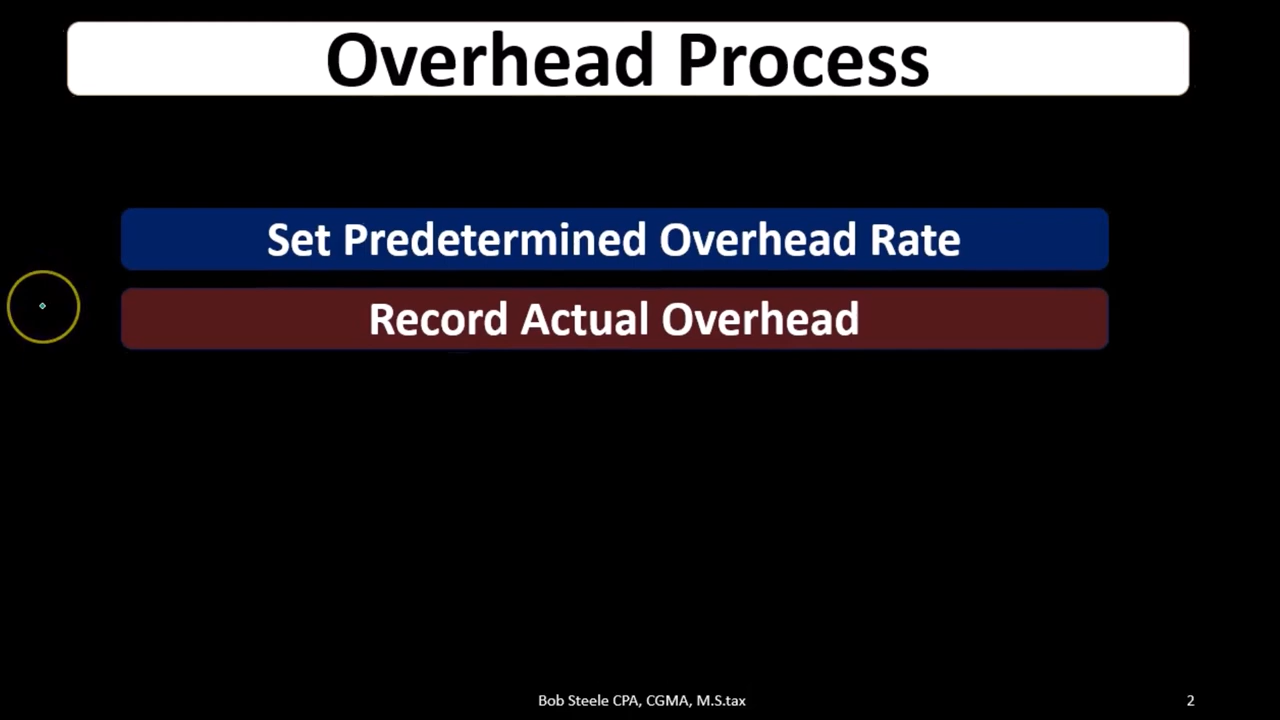 Overhead Process
Set Predetermined Overhead Rate
Record Actual Overhead
Bob Steele CPA, CGMA, M.S.tax
2